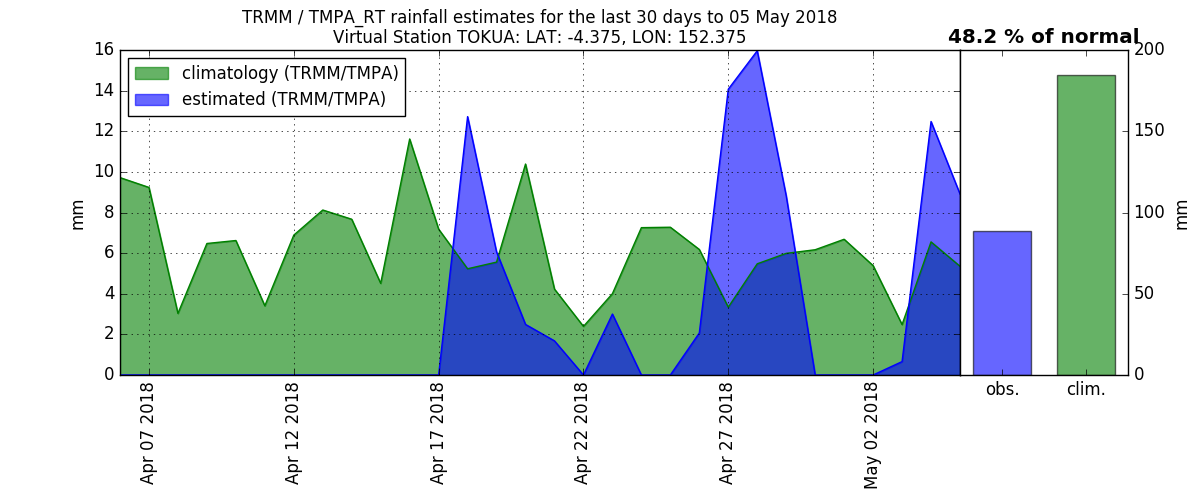 TRMM / TMPA_RT rainfall estimates for the last 30 days to 05 May 2018
Virtual Station TOKUA: LAT: -4.375, LON: 152.375
48.2 % of normal
climatology (TRMM/TMPA)
estimated (TRMM/TMPA)
16
14
12
10
8
6
4
2
0
mm
Apr 07 2018
Apr 12 2018
Apr 17 2018
Apr 22 2018
Apr 27 2018
May 02 2018
obs.
clim.
200
150
100
50
0
mm